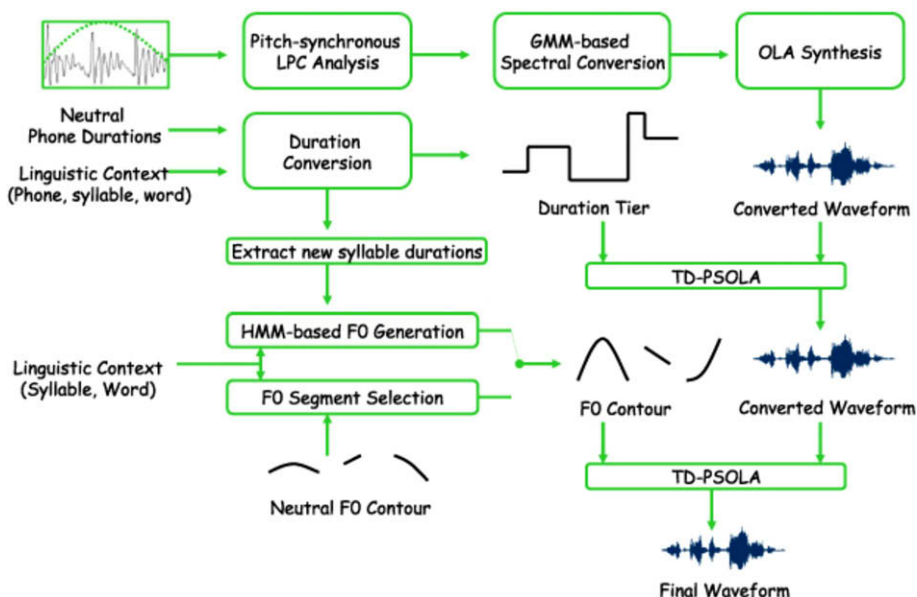 Pitch-synchronous
LPC Analysis
GMM-based
Spectral Conversion
OLA Synthesis
Neutral
Phone Durations
Linguistic Context
(Phone, syllable, word)
Duration
Conversion
Duration Tier
Converted Waveform
Extract new syllable durations
TD-PSOLA
HMM-based F0 Generation
Linguistic Context
(Syllable, Word)
F0 Segment Selection
F0 Contour
Converted Waveform
Neutral F0 Contour
TD-PSOLA
Final Waveform